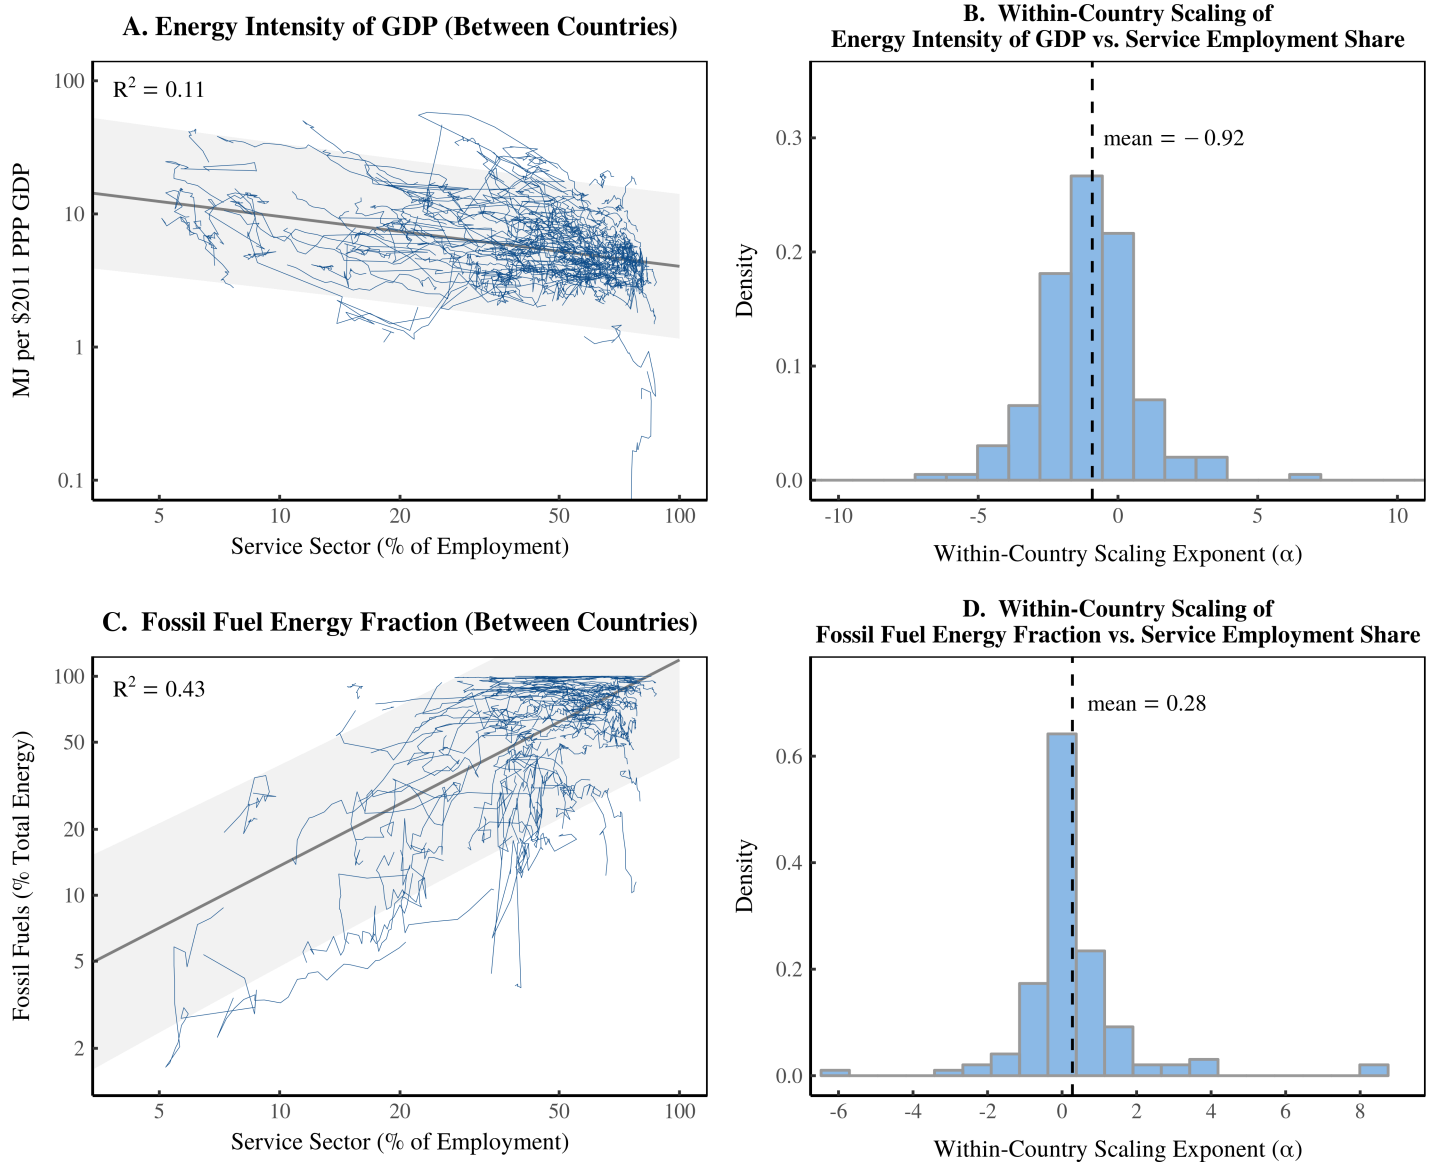 A. Energy Intensity of GDP (Between Countries)
R² = 0.11
MJ per $2011 PPP GDP
100
10
1
0.1
5 10 20 50 100
Service Sector (% of Employment)
B. Within-Country Scaling of
Energy Intensity of GDP vs. Service Employment Share
mean = − 0.92
Density
0.3
0.2
0.1
0.0
-10 -5 0 5 10
Within-Country Scaling Exponent (α)
C. Fossil Fuel Energy Fraction (Between Countries)
R² = 0.43
Fossil Fuels (% Total Energy)
100
50
20
10
5
2
5 10 20 50 100
Service Sector (% of Employment)
D. Within-Country Scaling of
Fossil Fuel Energy Fraction vs. Service Employment Share
mean = 0.28
Density
0.6
0.4
0.2
0.0
-6 -4 -2 0 2 4 6 8
Within-Country Scaling Exponent (α)